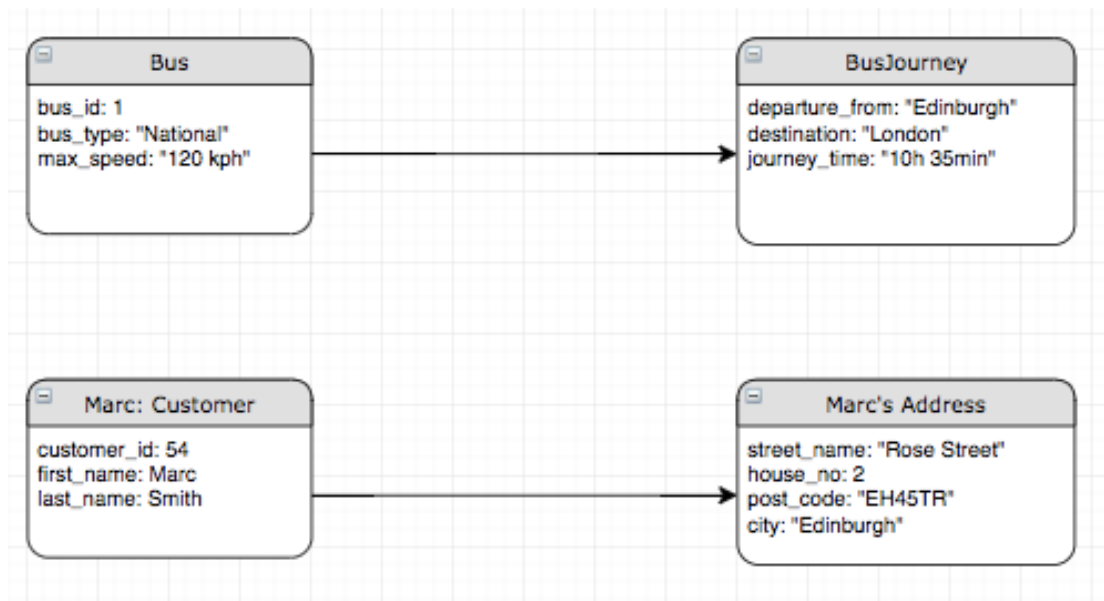 Bus
bus_id: 1
bus_type: "National"
max_speed: "120 kph"
BusJourney
departure_from: "Edinburgh"
destination: "London"
journey_time: "10h 35min"
Marc: Customer
customer_id: 54
first_name: Marc
last_name: Smith
Marc's Address
street_name: "Rose Street"
house_no: 2
post_code: "EH45TR"
city: "Edinburgh"